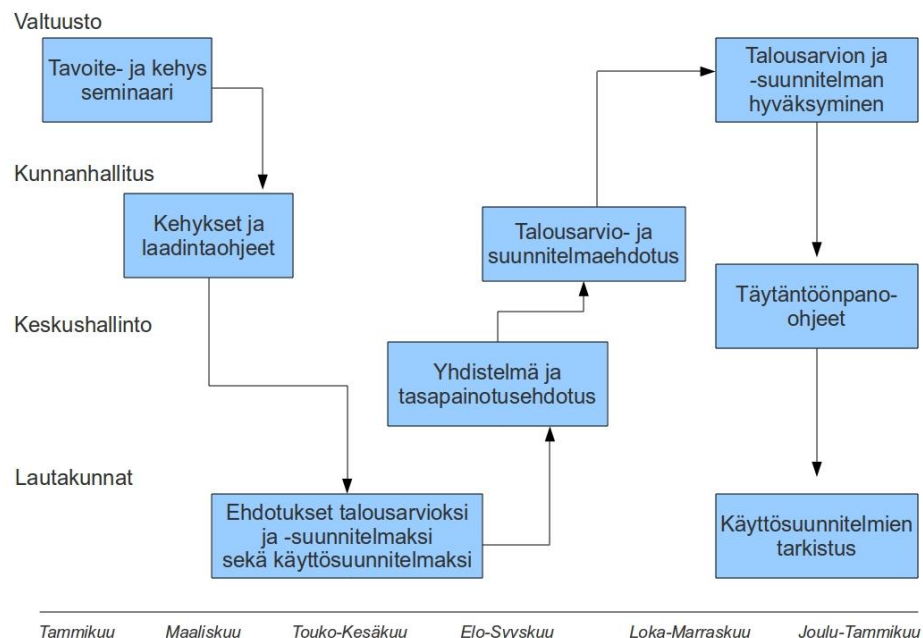 Valtuusto
Tavoite- ja kehys
seminaari
Talousarvion ja
-suunnitelman
hyväksyminen
Kunnanhallitus
Kehykset ja
laadintaohjeet
Talousarvio- ja
suunnitelmaehdotus
Täytäntöönpano-
ohjeet
Keskushallinto
Yhdistelmä ja
tasapainotusehdotus
Lautakunnat
Ehdotukset talousarvioksi
ja -suunnitelmaksi
sekä käyttösuunnitelmaksi
Käyttösuunnitelmien
tarkistus
Tammikuu Maaliskuu Touko-Kesäkuu Elo-Syyskuu Loka-Marraskuu Joulu-Tammikuu